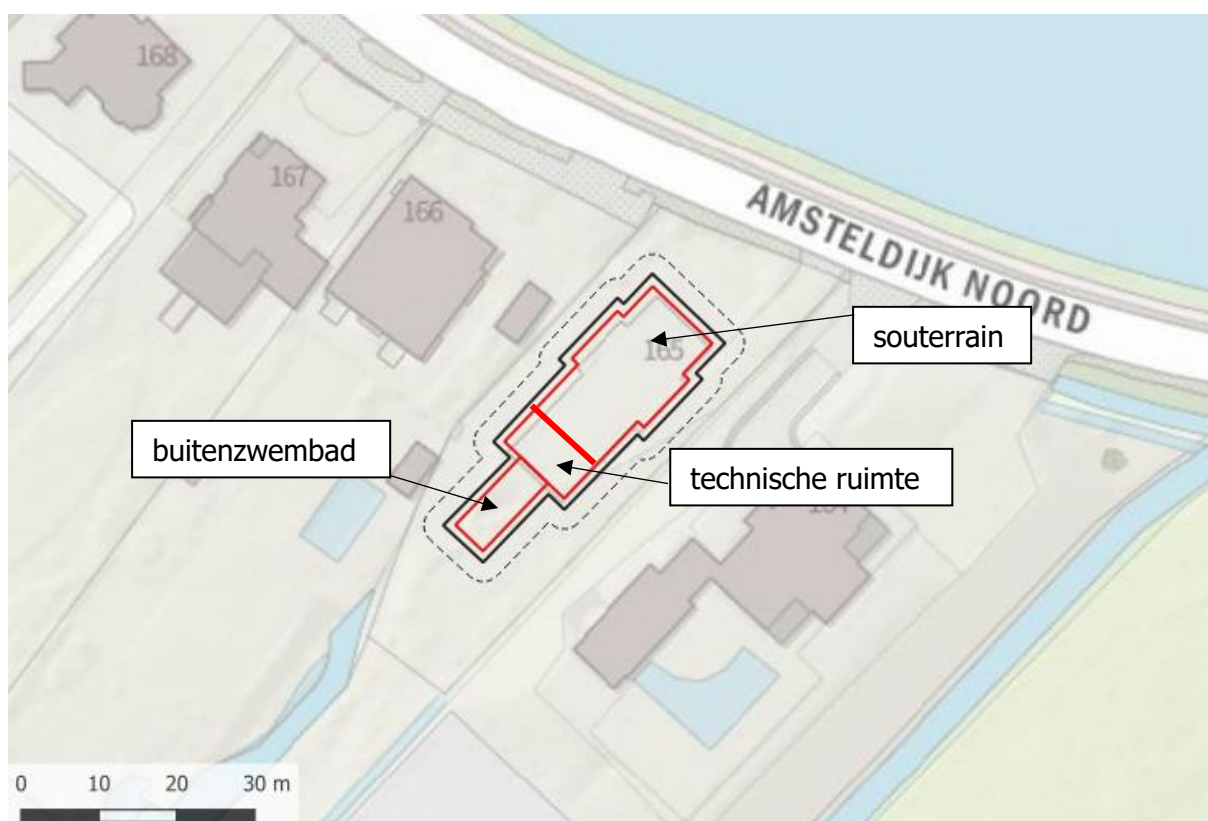 168
167
166
AMSTELDIJK NOORD
souterrain
165
buitenzwembad
technische ruimte
0 10 20 30 m